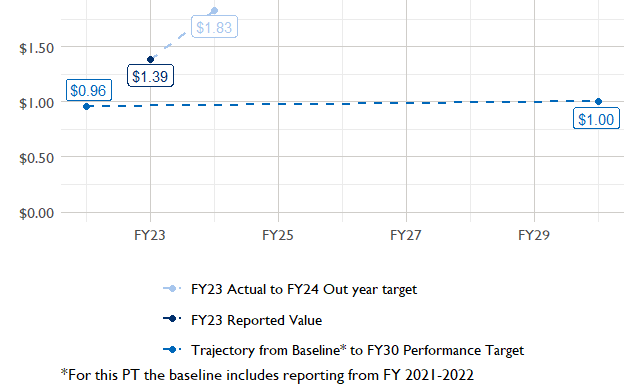 $1.83
$1.50
$1.39
$0.96
$1.00
$1.00
$0.50
$0.00
FY23 FY25 FY27 FY29
FY23 Actual to FY24 Out year target
FY23 Reported Value
Trajectory from Baseline* to FY30 Performance Target
*For this PT the baseline includes reporting from FY 2021-2022